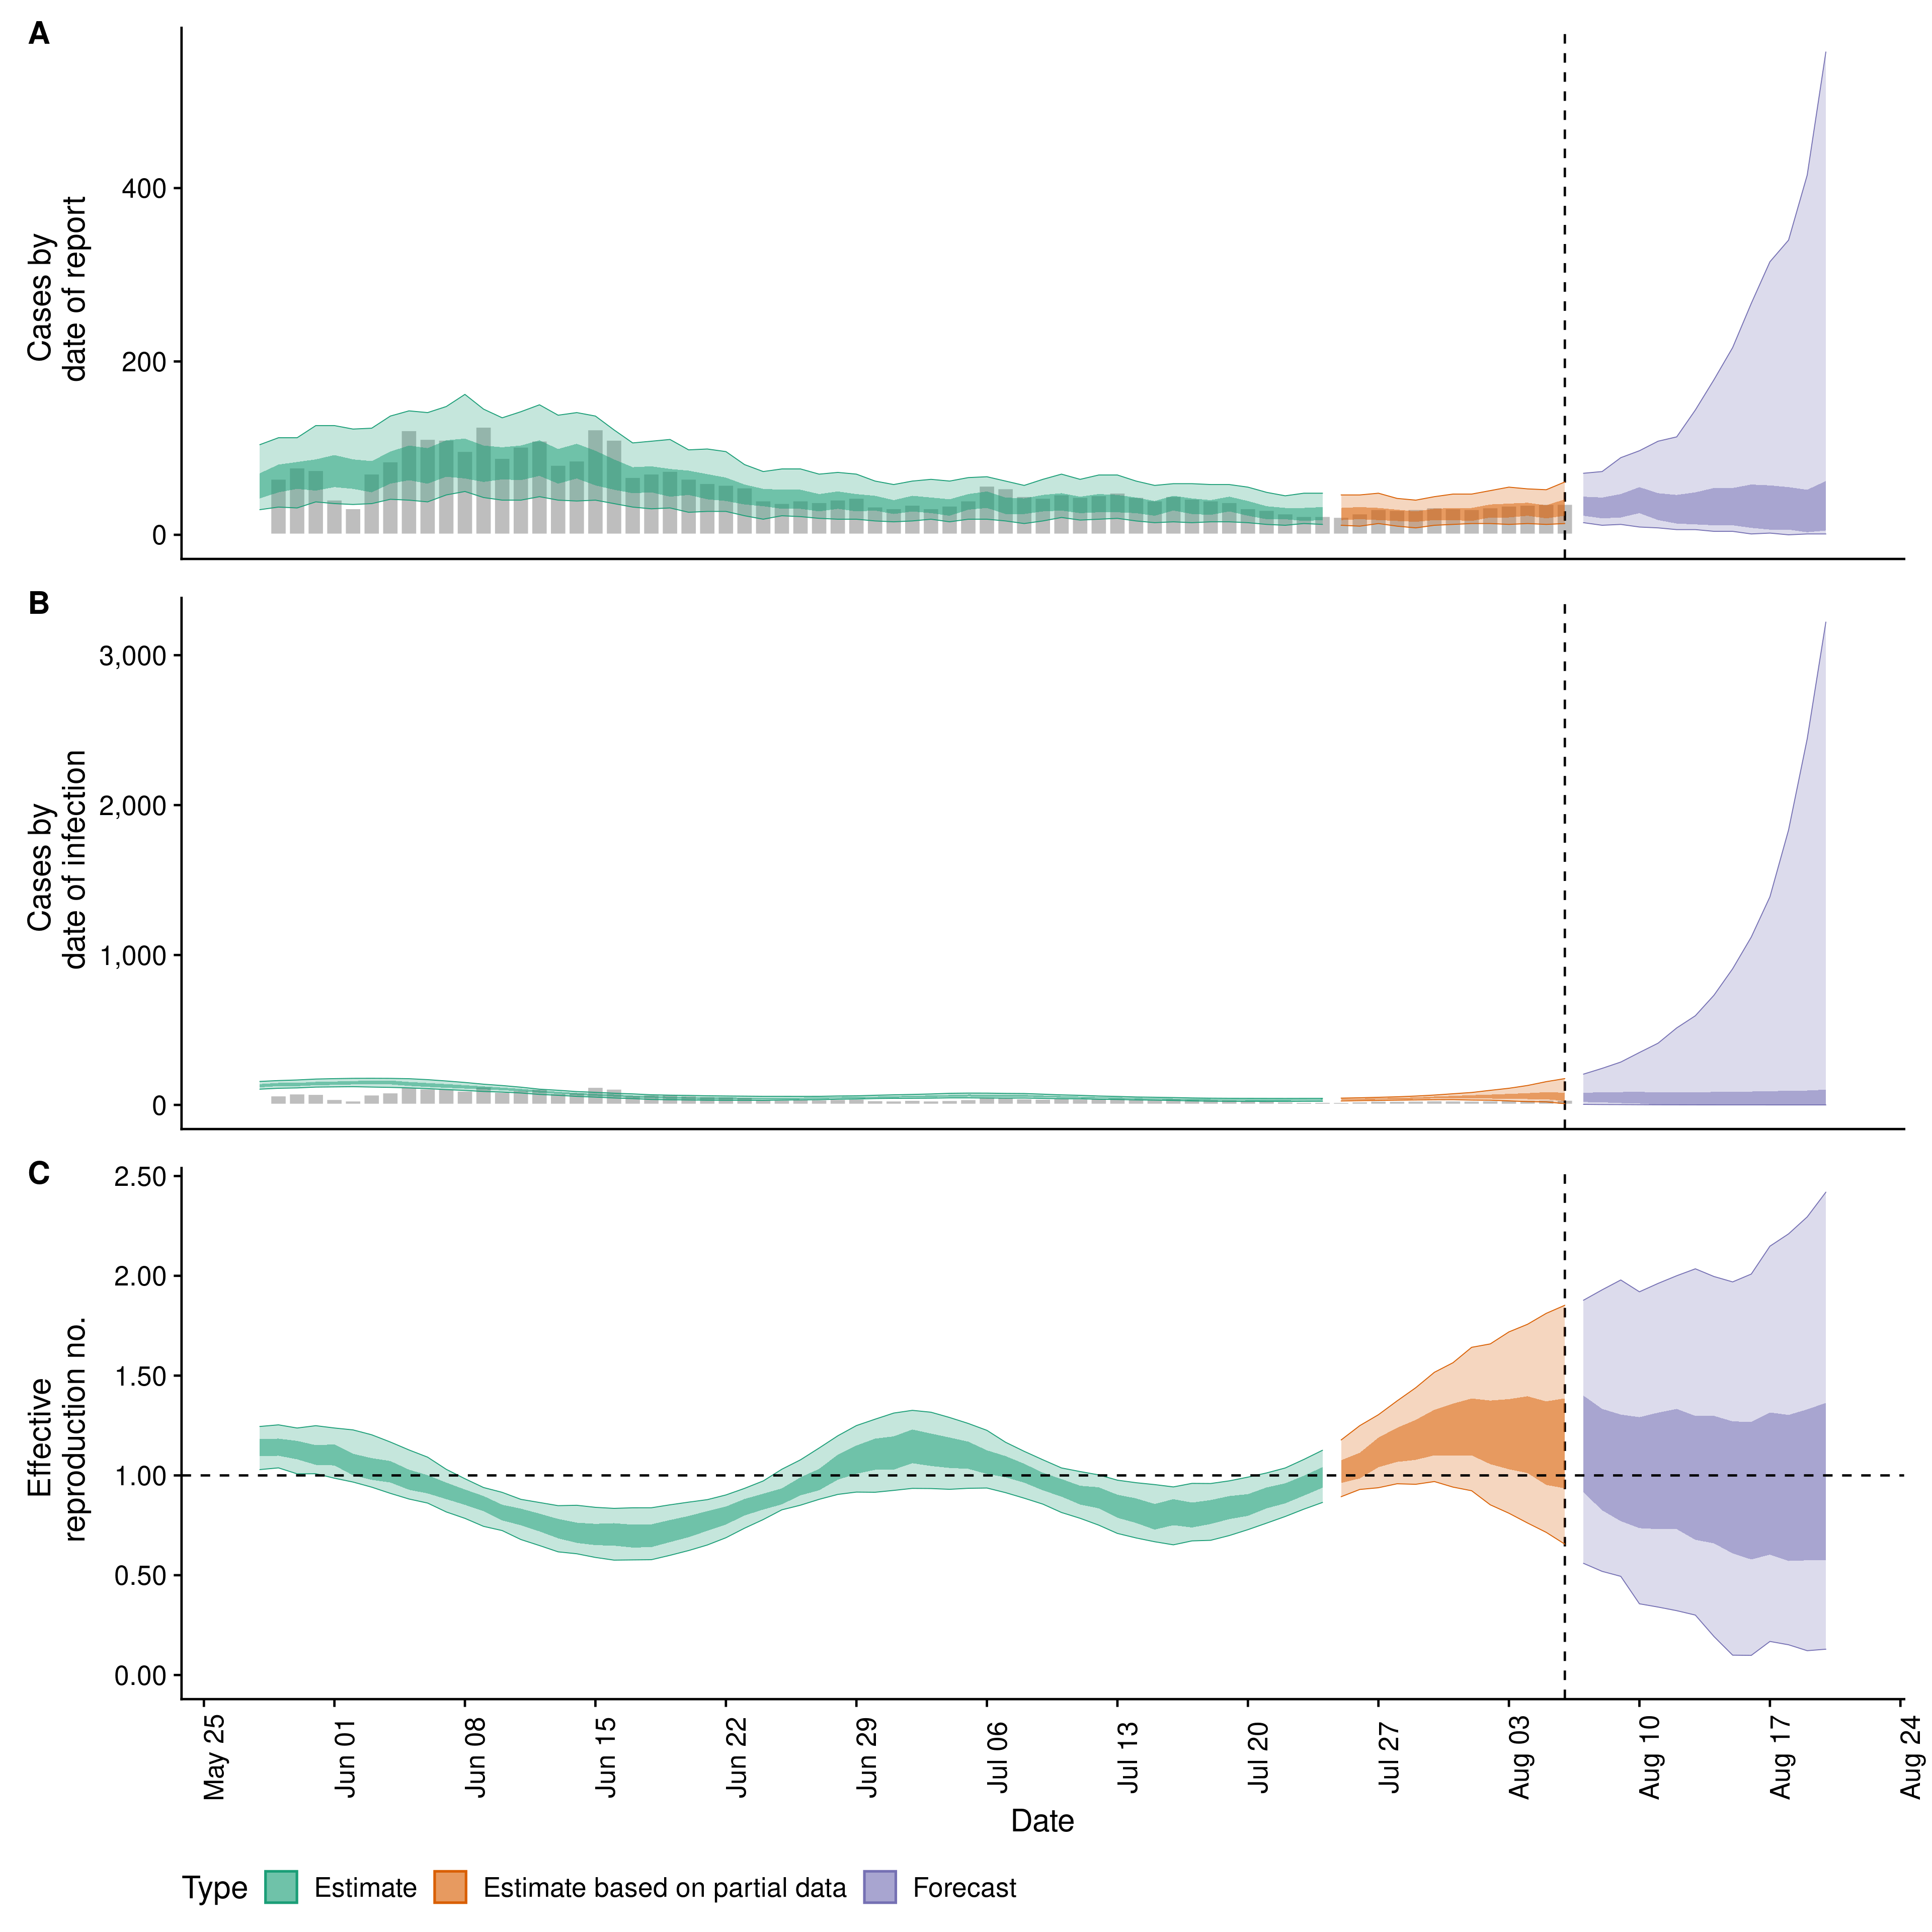 A
Cases by
date of report
400
200
0
B
Cases by
date of infection
3,000
2,000
1,000
0
C
Effective
reproduction no.
2.50
2.00
1.50
1.00
0.50
0.00
May 25
Jun 01
Jun 08
Jun 15
Jun 22
Jun 29
Jul 06
Jul 13
Jul 20
Jul 27
Aug 03
Aug 10
Aug 17
Aug 24
Date
Type Estimate Estimate based on partial data Forecast